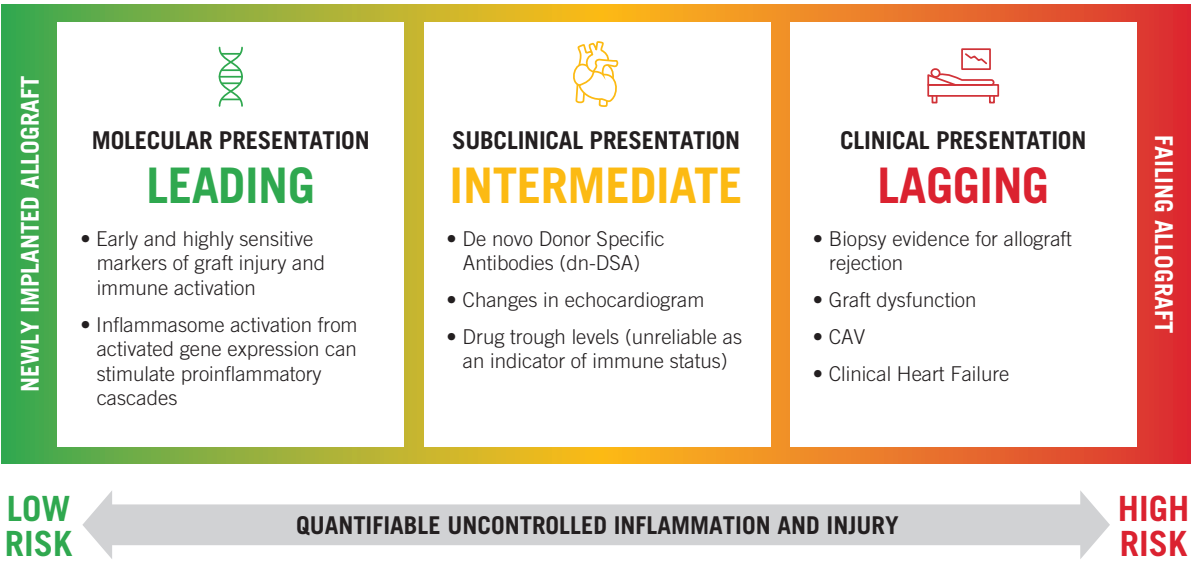 NEWLY IMPLANTED ALLOGRAFT
MOLECULAR PRESENTATION
LEADING
• Early and highly sensitive
markers of graft injury and
immune activation
• Inflammasome activation from
activated gene expression can
stimulate proinflammatory
cascades
SUBCLINICAL PRESENTATION
INTERMEDIATE
• De novo Donor Specific
Antibodies (dn-DSA)
• Changes in echocardiogram
• Drug trough levels (unreliable as
an indicator of immune status)
CLINICAL PRESENTATION
LAGGING
• Biopsy evidence for allograft
rejection
• Graft dysfunction
• CAV
• Clinical Heart Failure
FAILING ALLOGRAFT
LOW
RISK
QUANTIFIABLE UNCONTROLLED INFLAMMATION AND INJURY
HIGH
RISK